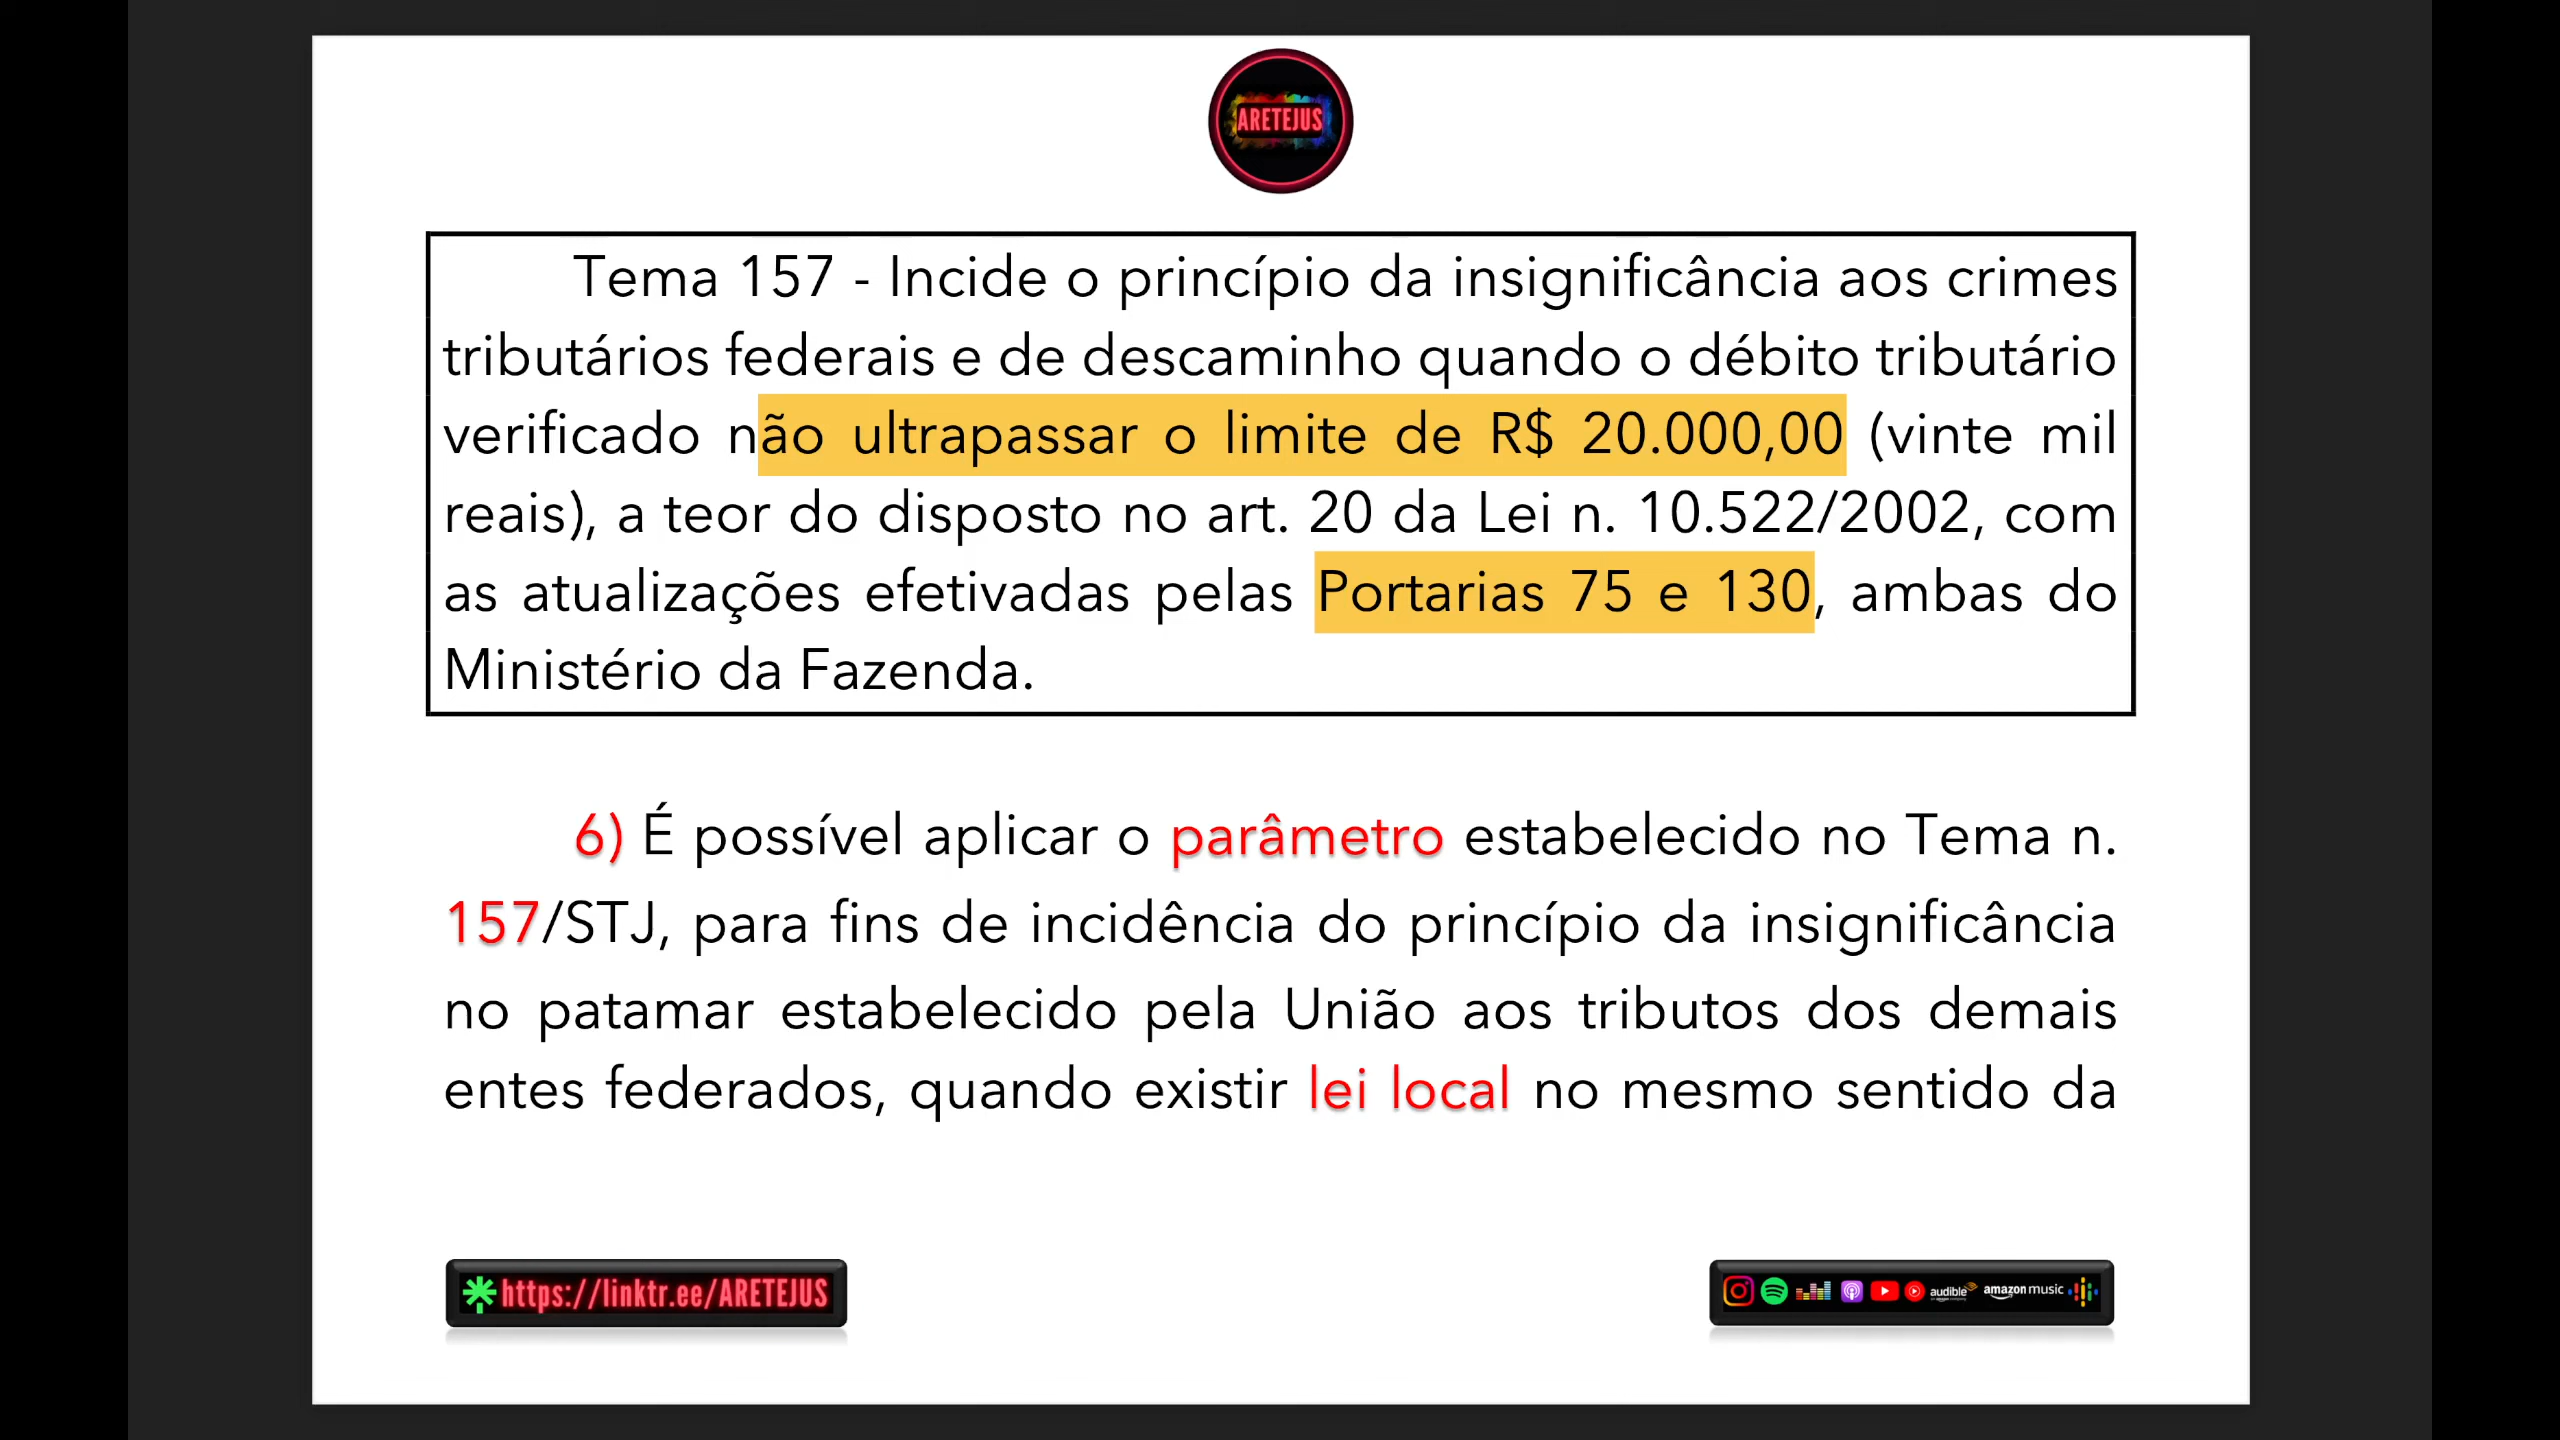 ARETEJUS
Tema 157 - Incide o princípio da insignificância aos crimes
tributários federais e de descaminho quando o débito tributário
verificado não ultrapassar o limite de R$ 20.000,00 (vinte mil
reais), a teor do disposto no art. 20 da Lei n. 10.522/2002, com
as atualizações efetivadas pelas Portarias 75 e 130, ambas do
Ministério da Fazenda.
6) É possível aplicar o parâmetro estabelecido no Tema n.
157/STJ, para fins de incidência do princípio da insignificância
no patamar estabelecido pela União aos tributos dos demais
entes federados, quando existir lei local no mesmo sentido da
https://linktr.ee/ARETEJUS
audible amazon music